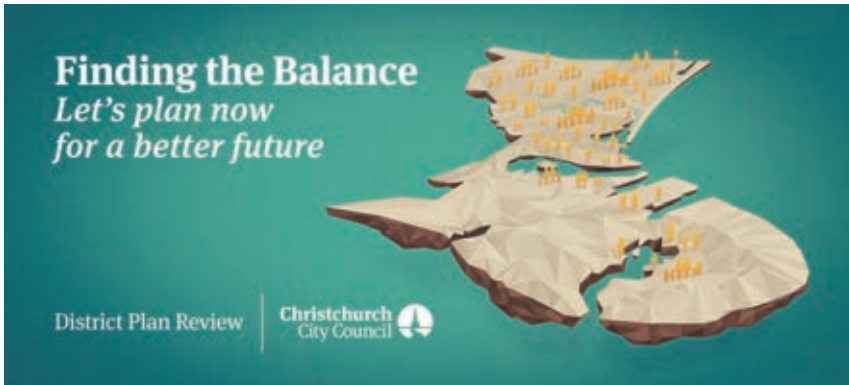 Finding the Balance
Let's plan now
for a better future
District Plan Review
Christchurch
City Council